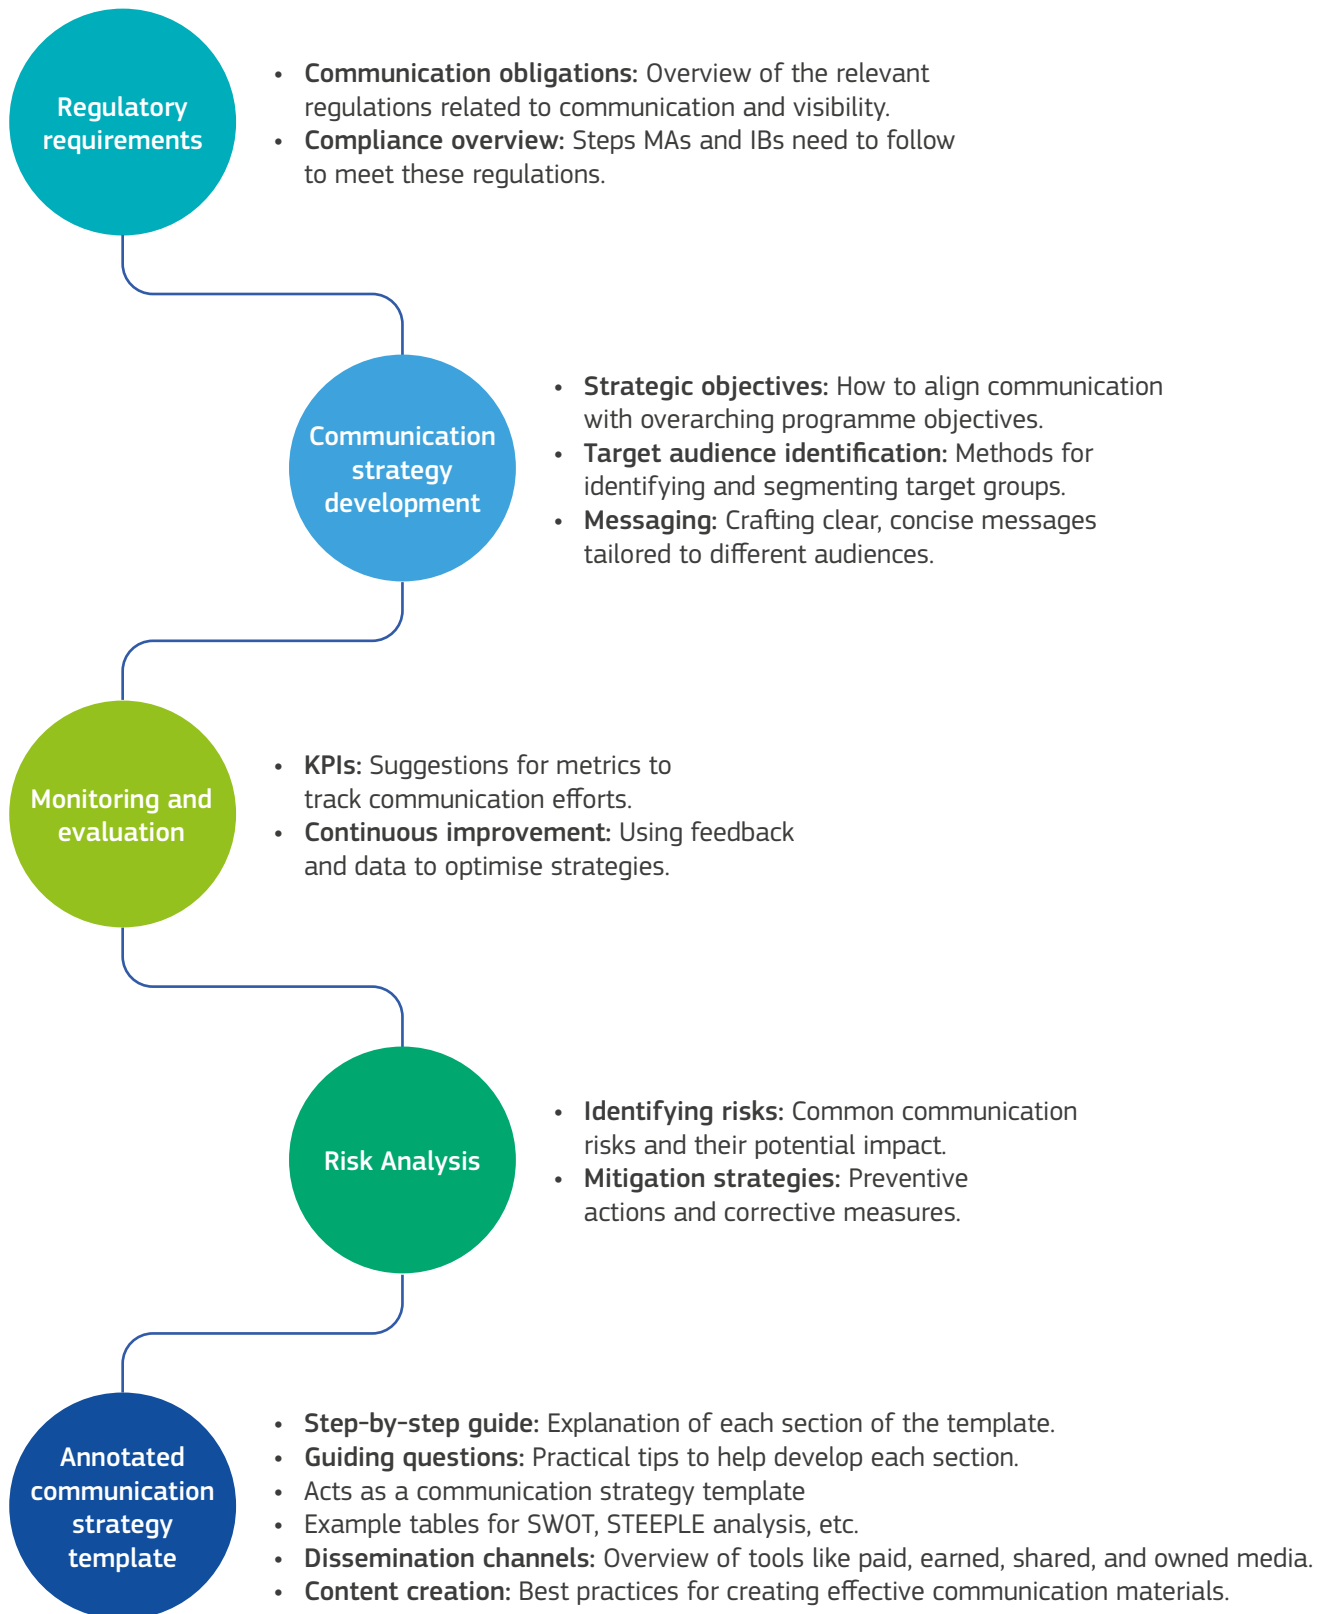 Regulatory
requirements
• Communication obligations: Overview of the relevant
regulations related to communication and visibility.
• Compliance overview: Steps MAs and IBs need to follow
to meet these regulations.
Communication
strategy
development
• Strategic objectives: How to align communication
with overarching programme objectives.
• Target audience identification: Methods for
identifying and segmenting target groups.
• Messaging: Crafting clear, concise messages
tailored to different audiences.
Monitoring and
evaluation
• KPIs: Suggestions for metrics to
track communication efforts.
• Continuous improvement: Using feedback
and data to optimise strategies.
Risk Analysis
• Identifying risks: Common communication
risks and their potential impact.
• Mitigation strategies: Preventive
actions and corrective measures.
Annotated
communication
strategy
template
• Step-by-step guide: Explanation of each section of the template.
• Guiding questions: Practical tips to help develop each section.
• Acts as a communication strategy template
• Example tables for SWOT, STEEPLE analysis, etc.
• Dissemination channels: Overview of tools like paid, earned, shared, and owned media.
• Content creation: Best practices for creating effective communication materials.